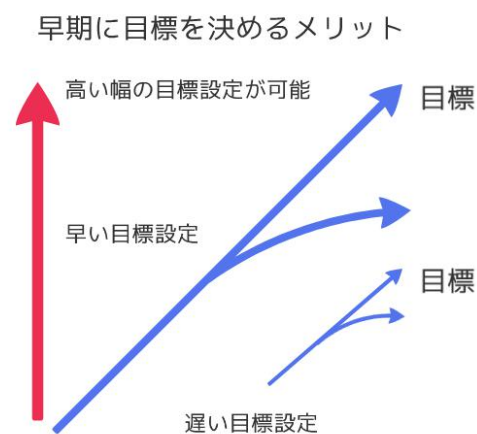 早期に目標を決めるメリット
高い幅の目標設定が可能
目標
早い目標設定
目標
遅い目標設定